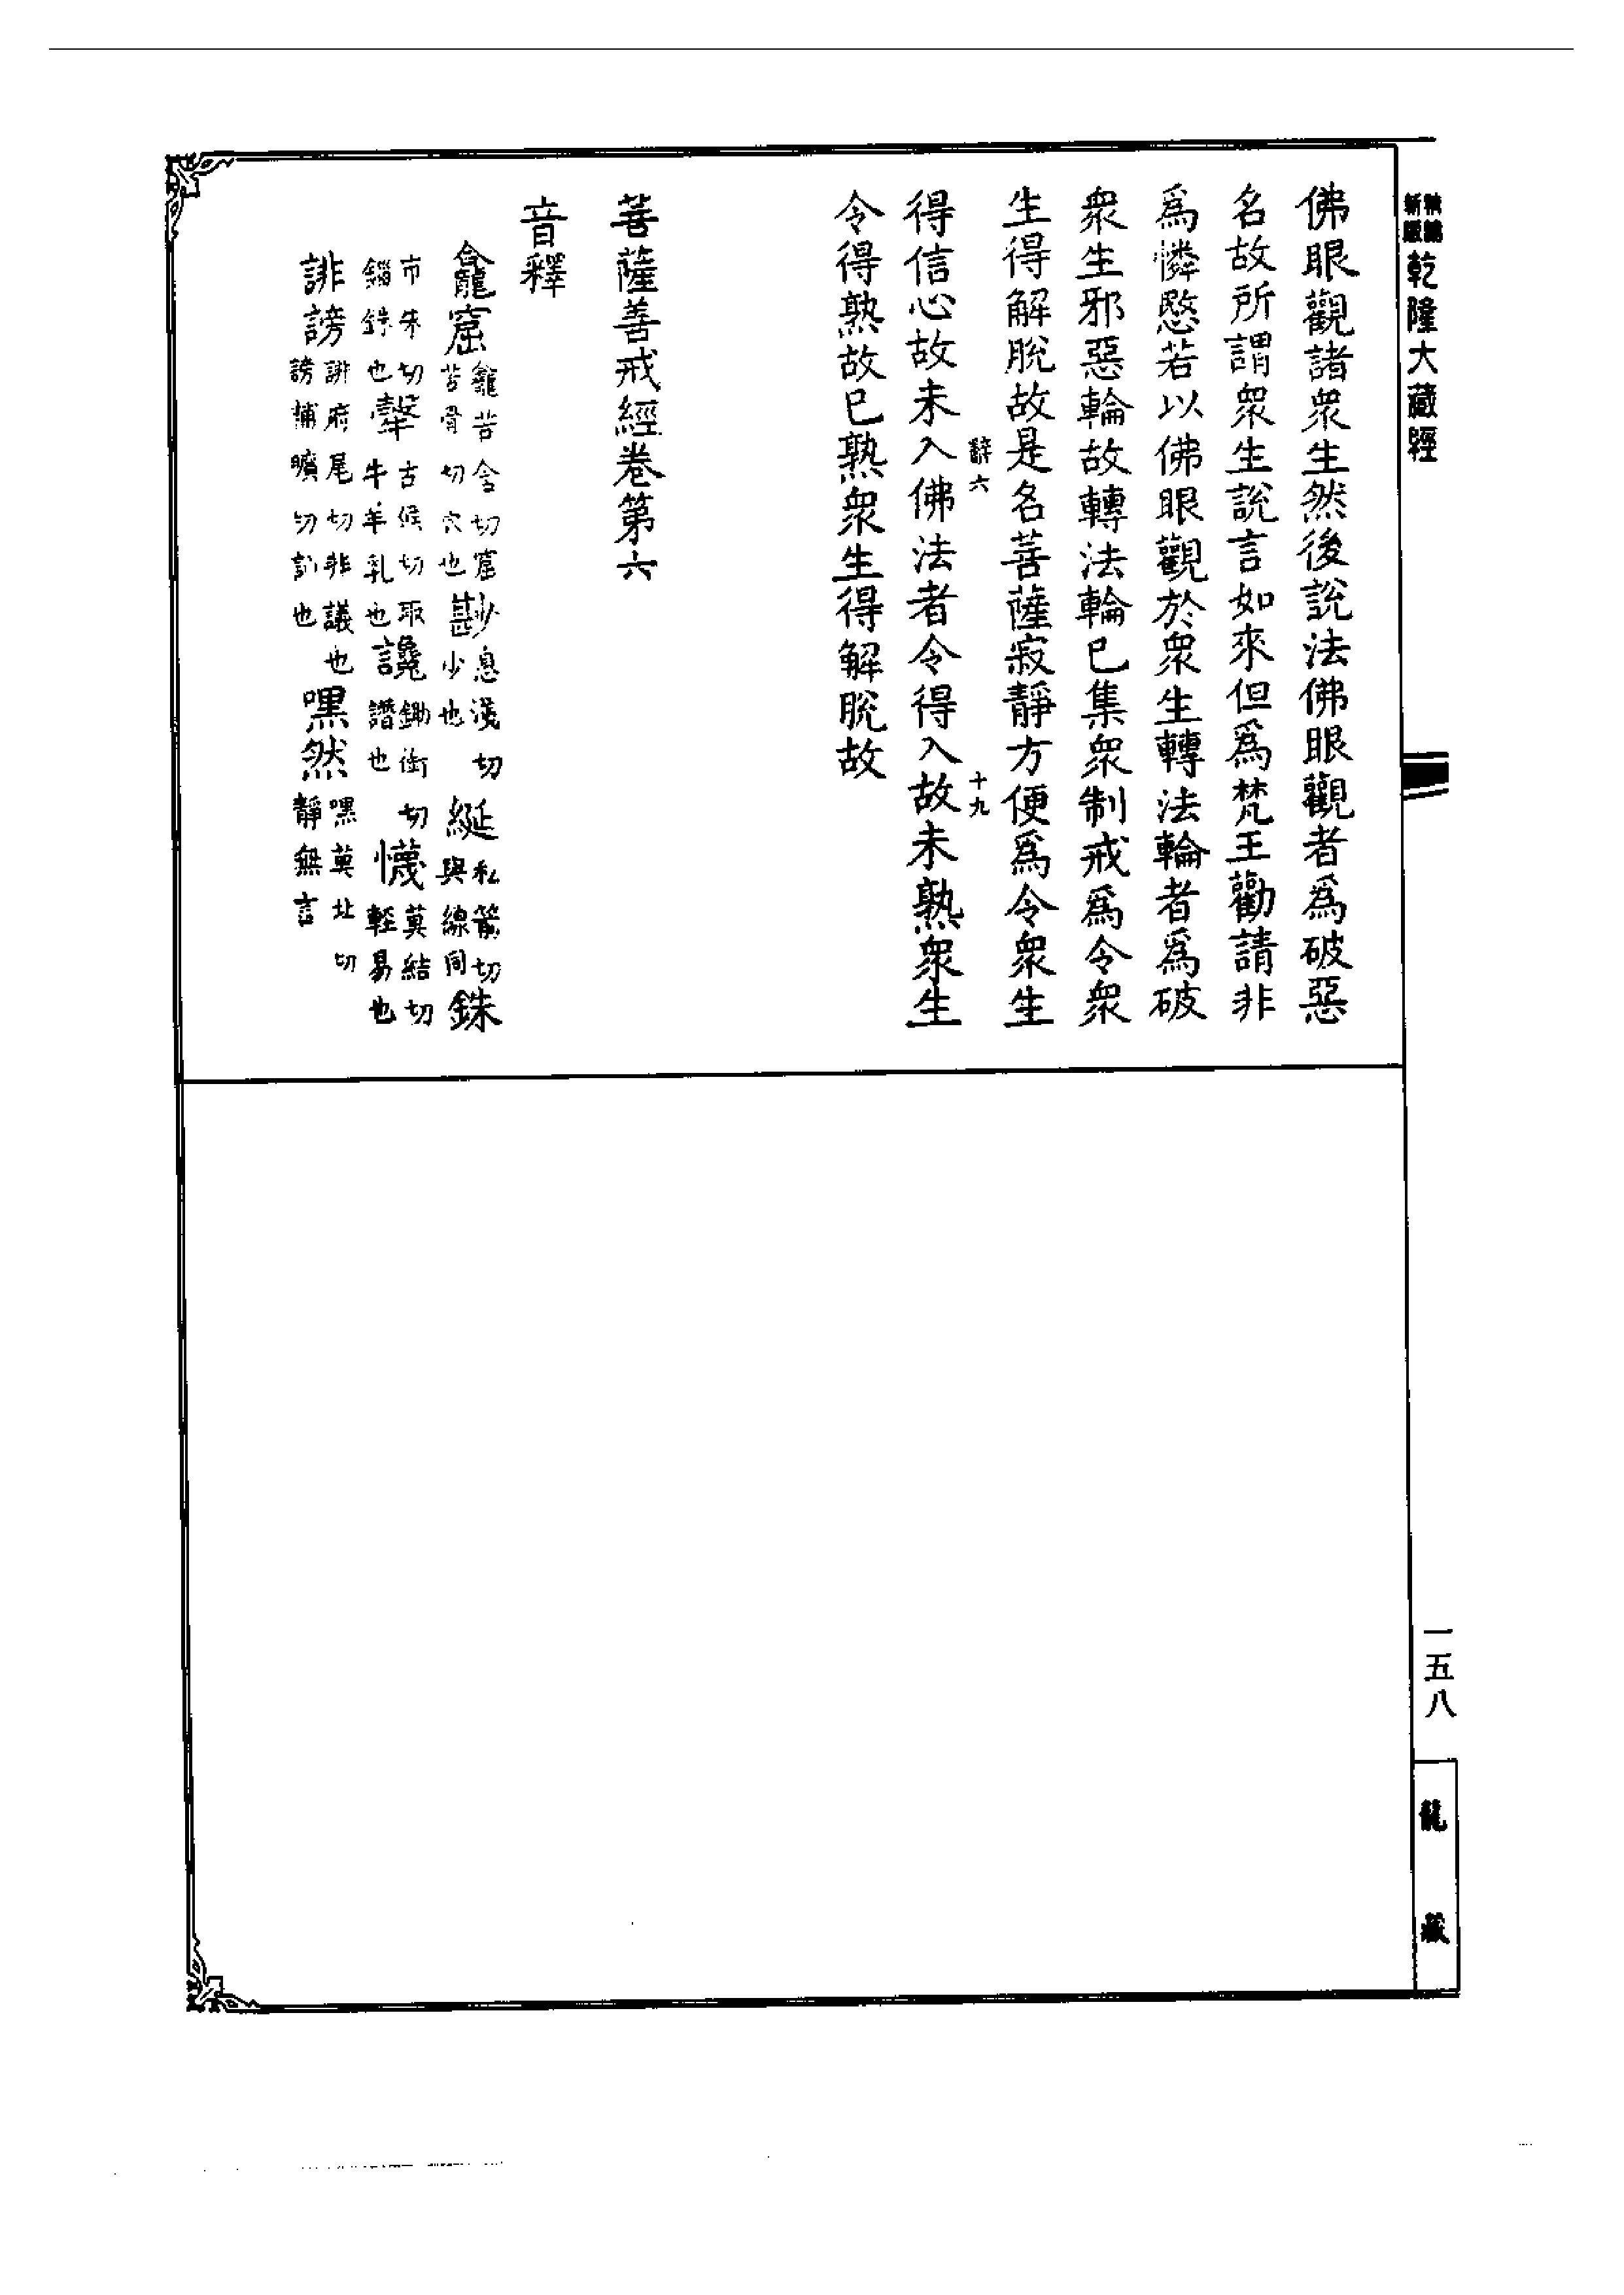 新版
乾隆大藏經
佛眼觀諸衆生然後說法佛眼觀者爲破惡
名故所謂衆生說言如來但爲梵王勸請非
爲憐愍若以佛眼觀於衆生轉法輪者爲破
衆生邪惡輪故轉法輪已集衆制戒爲令衆
生得解脫故是名菩薩寂靜方便爲令衆生
辭六 十九
得信心故未入佛法者令得入故未熟衆生
令得熟故已熟衆生得解脫故
菩薩善戒經卷第六
音釋
龕窟 龕苦含切窟
苦骨切穴也 尠 息淺切
少也 綖 私箭切
與線同 銖
市朱切
錙銖也 𤚲 古候切取
牛羊乳也 讒 鋤銜切
譖也 懱 莫結切
輕易也
誹謗 誹府尾切非議也
謗補曠切訕也 嘿然 嘿莫北切
靜無言
一五八
龍藏